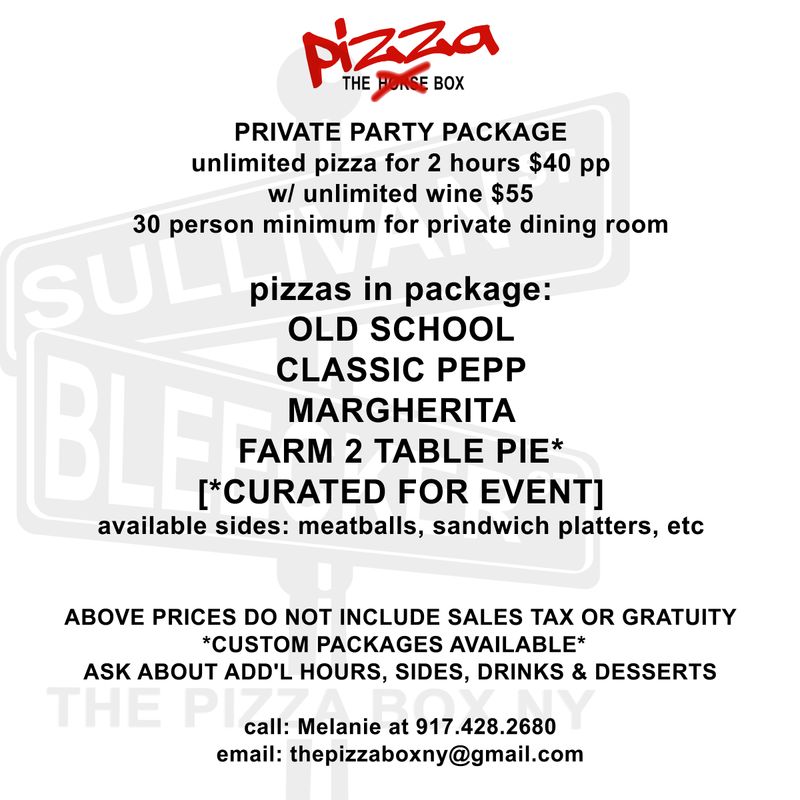 pizza
THE HORSE BOX
PRIVATE PARTY PACKAGE
unlimited pizza for 2 hours $40 pp
w/ unlimited wine $55
30 person minimum for private dining room
pizzas in package:
OLD SCHOOL
CLASSIC PEPP
MARGHERITA
FARM 2 TABLE PIE*
[*CURATED FOR EVENT]
available sides: meatballs, sandwich platters, etc
ABOVE PRICES DO NOT INCLUDE SALES TAX OR GRATUITY
*CUSTOM PACKAGES AVAILABLE*
ASK ABOUT ADD'L HOURS, SIDES, DRINKS & DESSERTS
call: Melanie at 917.428.2680
email: thepizzaboxny@gmail.com
SULLIVAN ST
BLEECKER ST
THE PIZZA BOX NY